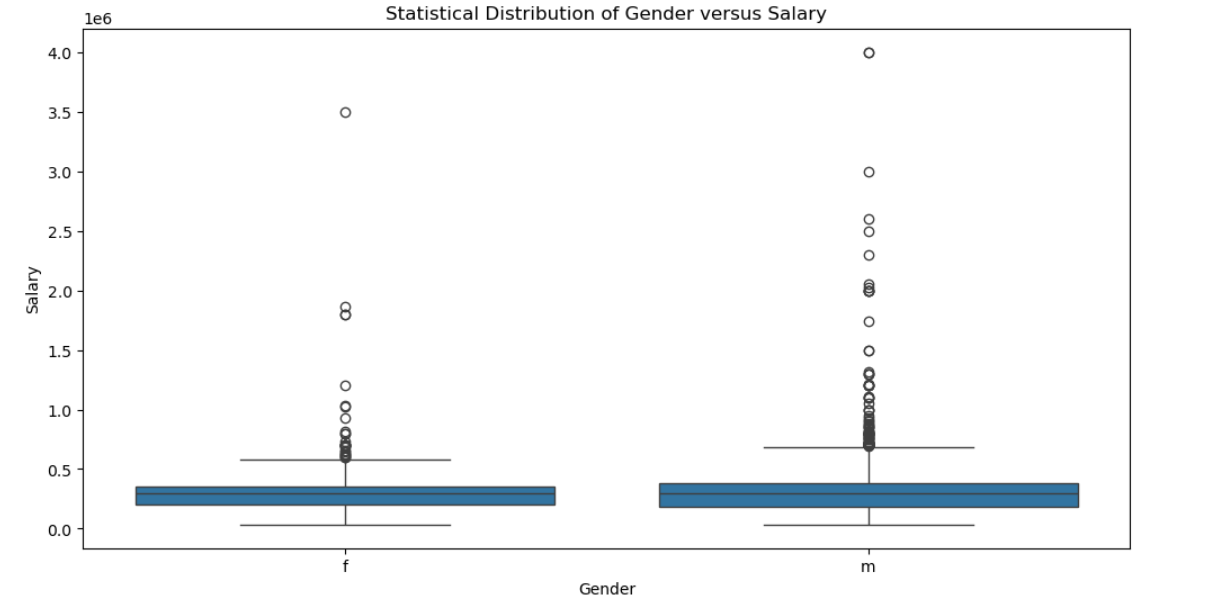 Statistical Distribution of Gender versus Salary
1e6
4.0
3.5
3.0
2.5
2.0
1.5
1.0
0.5
0.0
Salary
f
m
Gender